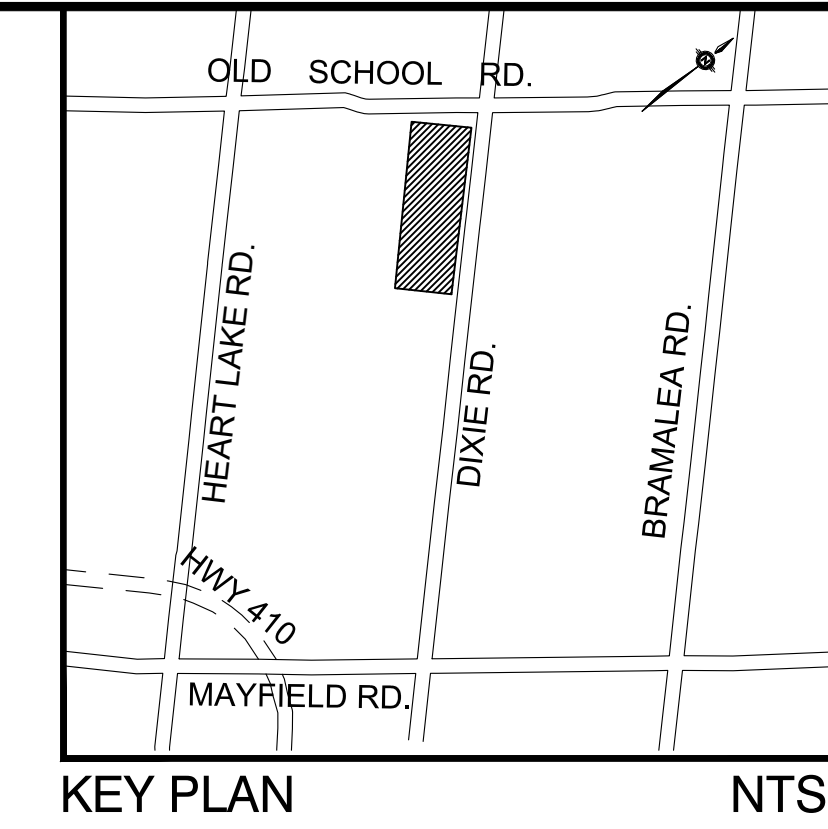 OLD SCHOOL RD.
N
HEART LAKE RD.
DIXIE RD.
BRAMALEA RD.
HWY 410
MAYFIELD RD.
KEY PLAN
NTS